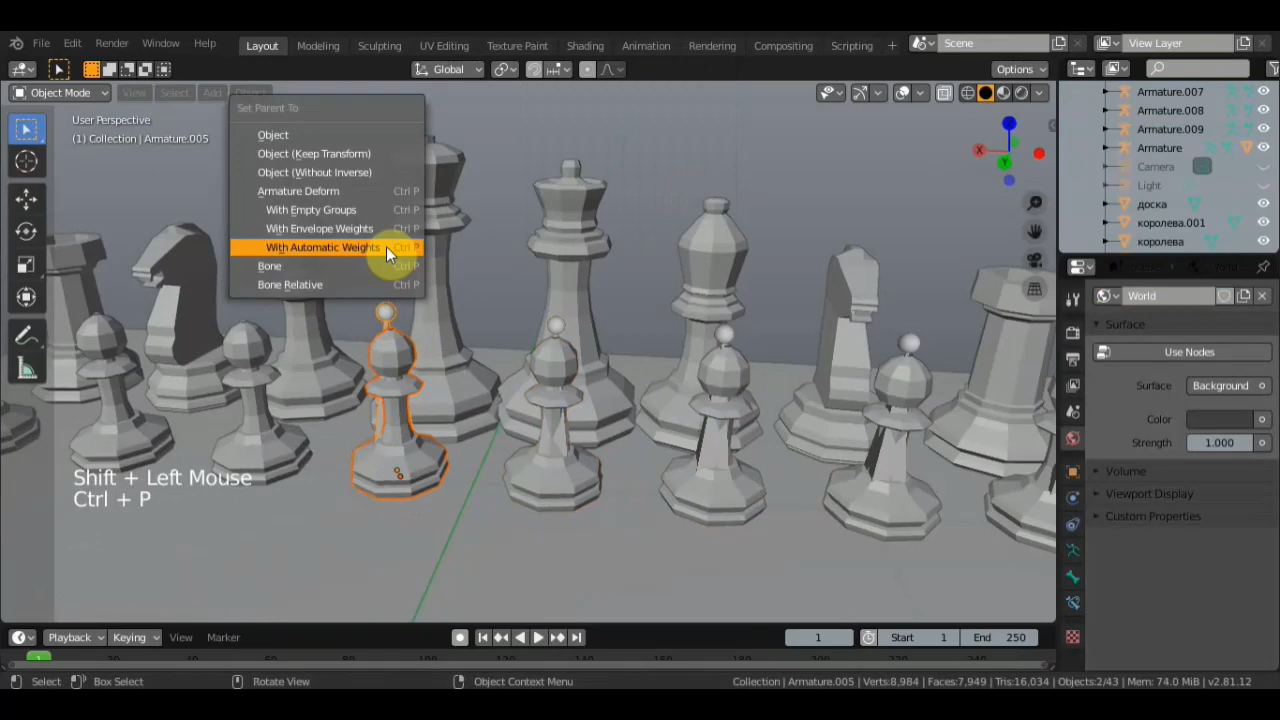 File Edit Render Window Help Layout Modeling Sculpting UV Editing Texture Paint Shading Animation Rendering Compositing Scripting + Scene View Layer
Global Options
Object Mode View Select Add Object
User Perspective
(1) Collection | Armature.005
Set Parent To
Object
Object (Keep Transform)
Object (Without Inverse)
Armature Deform Ctrl P
With Empty Groups Ctrl P
With Envelope Weights Ctrl P
With Automatic Weights Ctrl P
Bone Ctrl P
Bone Relative Ctrl P
X
Y
Z
Shift + Left Mouse
Ctrl + P
Armature.007
Armature.008
Armature.009
Armature
Camera
Light
доска
королева.001
королева
World
Surface
Use Nodes
Surface Background
Color
Strength 1.000
Volume
Viewport Display
Custom Properties
Playback Keying View Marker 1 Start 1 End 250
Select Box Select Rotate View Object Context Menu Collection | Armature.005 | Verts:8,984 | Faces:7,949 | Tris:16,034 | Objects:2/43 | Mem: 74.0 MiB | v2.81.12